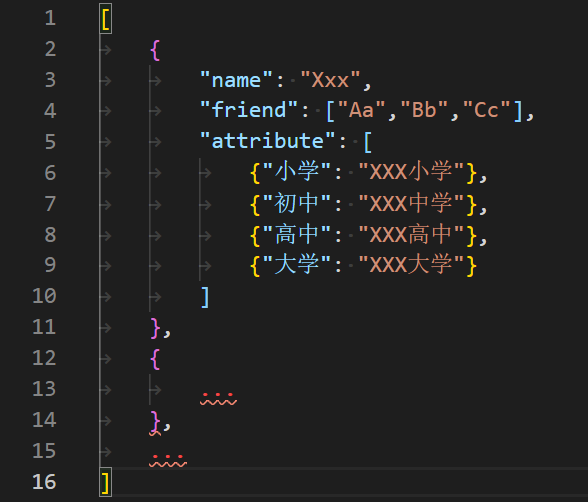 1 [
2 {
3 "name": "Xxx",
4 "friend": ["Aa","Bb","Cc"],
5 "attribute": [
6 {"小学": "XXX小学"},
7 {"初中": "XXX中学"},
8 {"高中": "XXX高中"},
9 {"大学": "XXX大学"}
10 ]
11 },
12 {
13 ...
14 },
15 ...
16 ]